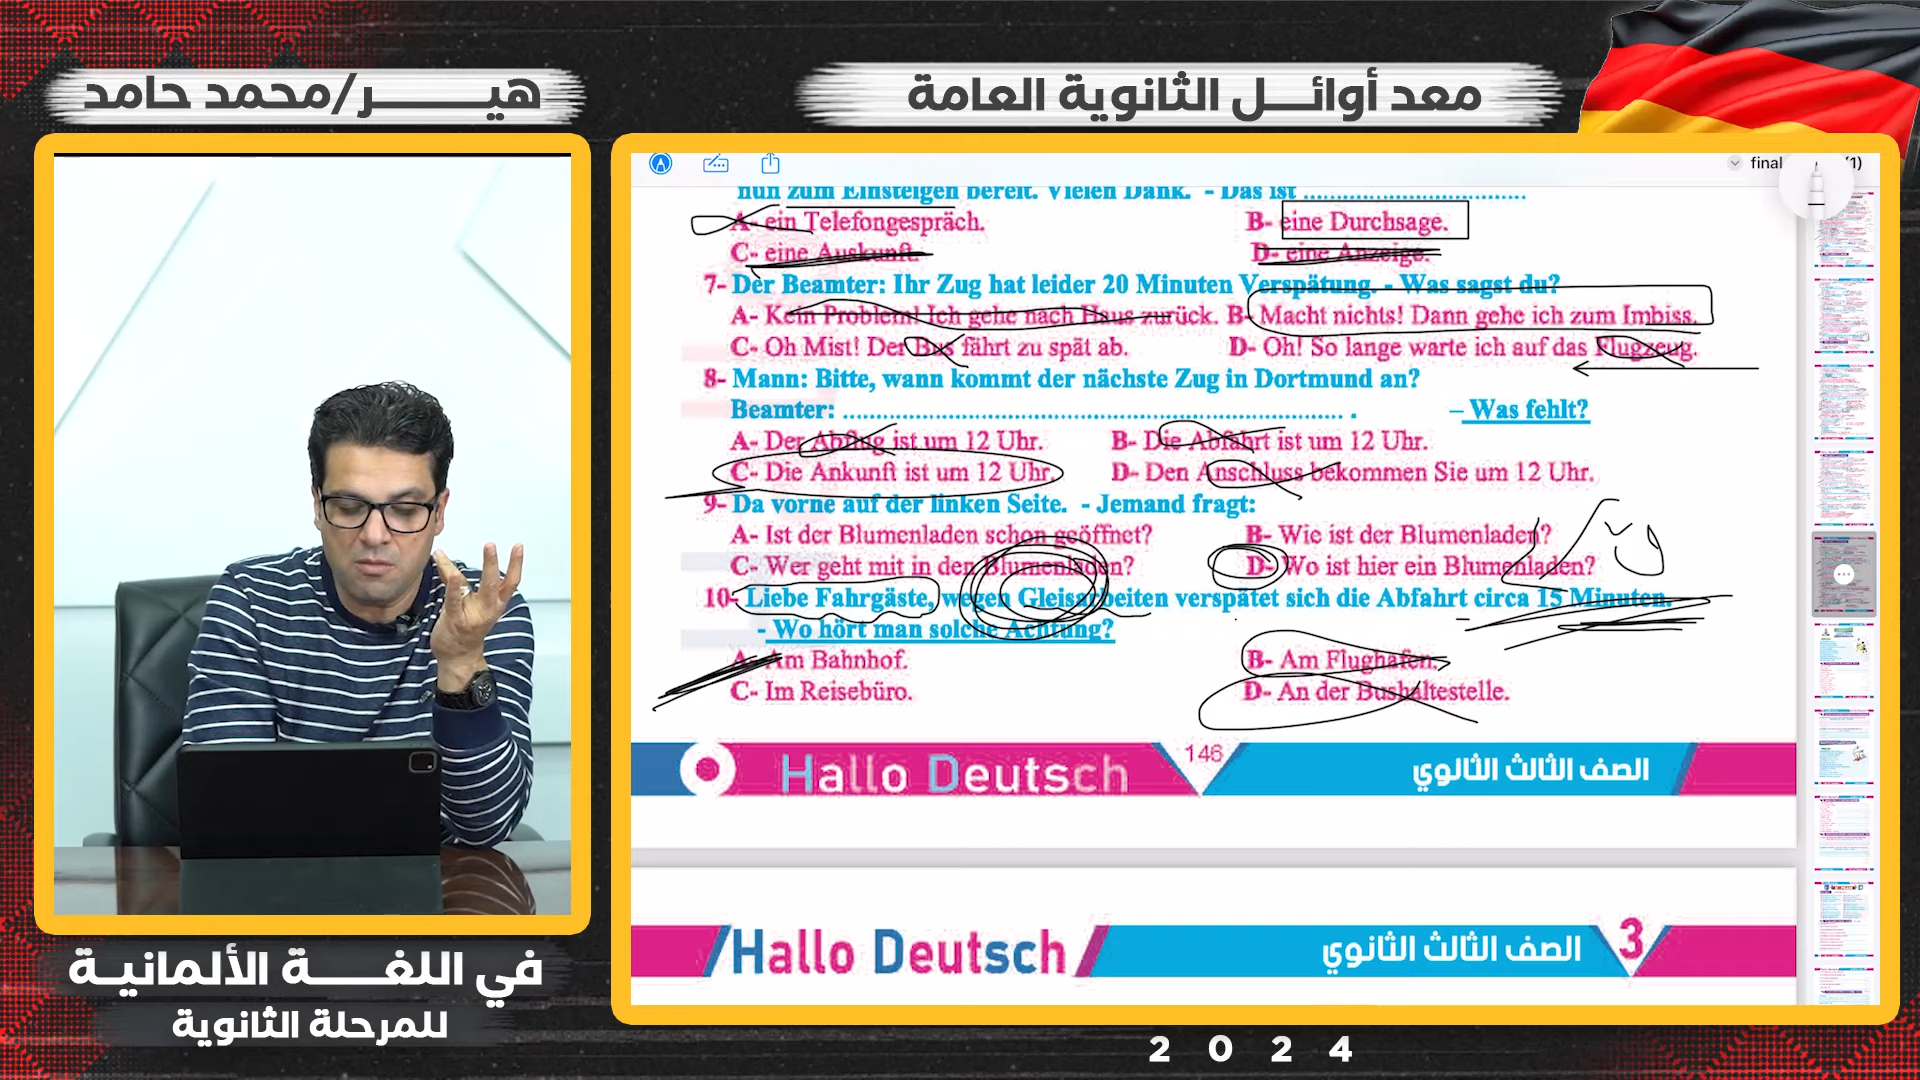 هيـــــر/محمد حامد
معد أوائـــل الثانوية العامة
final (1)
nun zum Einsteigen bereit. Vielen Dank. - Das ist ..................................
A- ein Telefongespräch. B- eine Durchsage.
C- eine Auskunft. D- eine Anzeige.
7- Der Beamter: Ihr Zug hat leider 20 Minuten Verspätung. - Was sagst du?
A- Kein Problem! Ich gehe nach Haus zurück. B- Macht nichts! Dann gehe ich zum Imbiss.
C- Oh Mist! Der Bus fährt zu spät ab. D- Oh! So lange warte ich auf das Flugzeug.
8- Mann: Bitte, wann kommt der nächste Zug in Dortmund an?
Beamter: ........................................................................ . – Was fehlt?
A- Der Abflug ist um 12 Uhr. B- Die Abfahrt ist um 12 Uhr.
C- Die Ankunft ist um 12 Uhr. D- Den Anschluss bekommen Sie um 12 Uhr.
9- Da vorne auf der linken Seite. - Jemand fragt:
A- Ist der Blumenladen schon geöffnet? B- Wie ist der Blumenladen?
C- Wer geht mit in den Blumenladen? D- Wo ist hier ein Blumenladen?
10- Liebe Fahrgäste, wegen Gleisarbeiten verspätet sich die Abfahrt circa 15 Minuten.
- Wo hört man solche Achtung?
A- Am Bahnhof. B- Am Flughafen.
C- Im Reisebüro. D- An der Bushaltestelle.
Hallo Deutsch 146 الصف الثالث الثانوي
Hallo Deutsch الصف الثالث الثانوي 3
في اللغـــــة الألمانيـة
للمرحلة الثانوية
2024